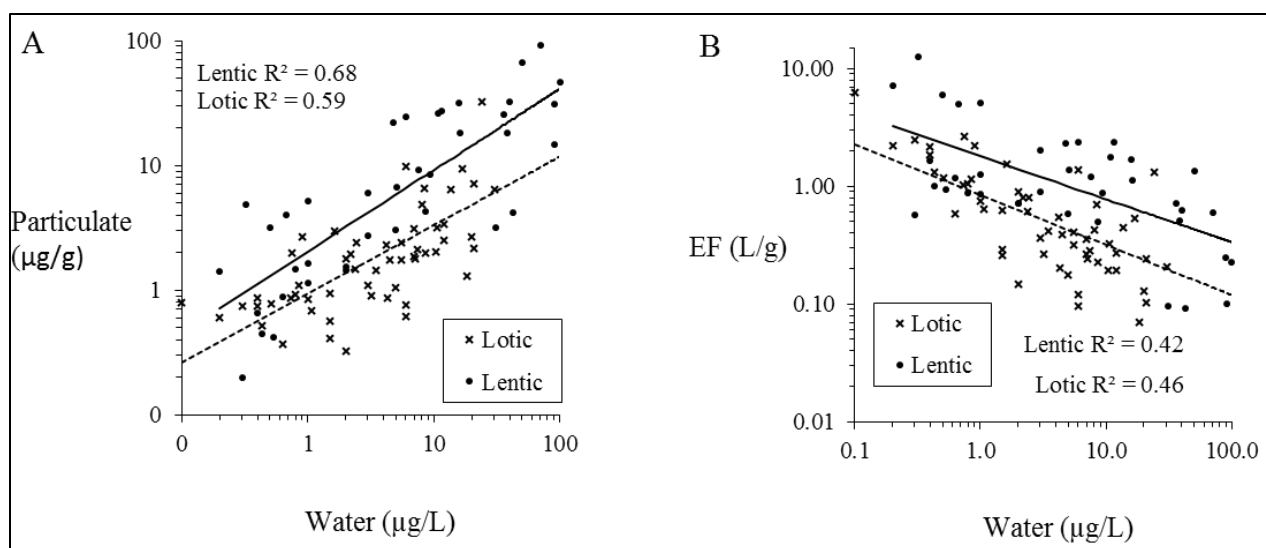 A
100
10
1
0
Lentic R² = 0.68
Lotic R² = 0.59
Particulate
(µg/g)
Lotic
Lentic
0 1 10 100
Water (µg/L)
B
10.00
1.00
0.10
0.01
EF (L/g)
Lotic
Lentic
Lentic R² = 0.42
Lotic R² = 0.46
0.1 1.0 10.0 100.0
Water (µg/L)